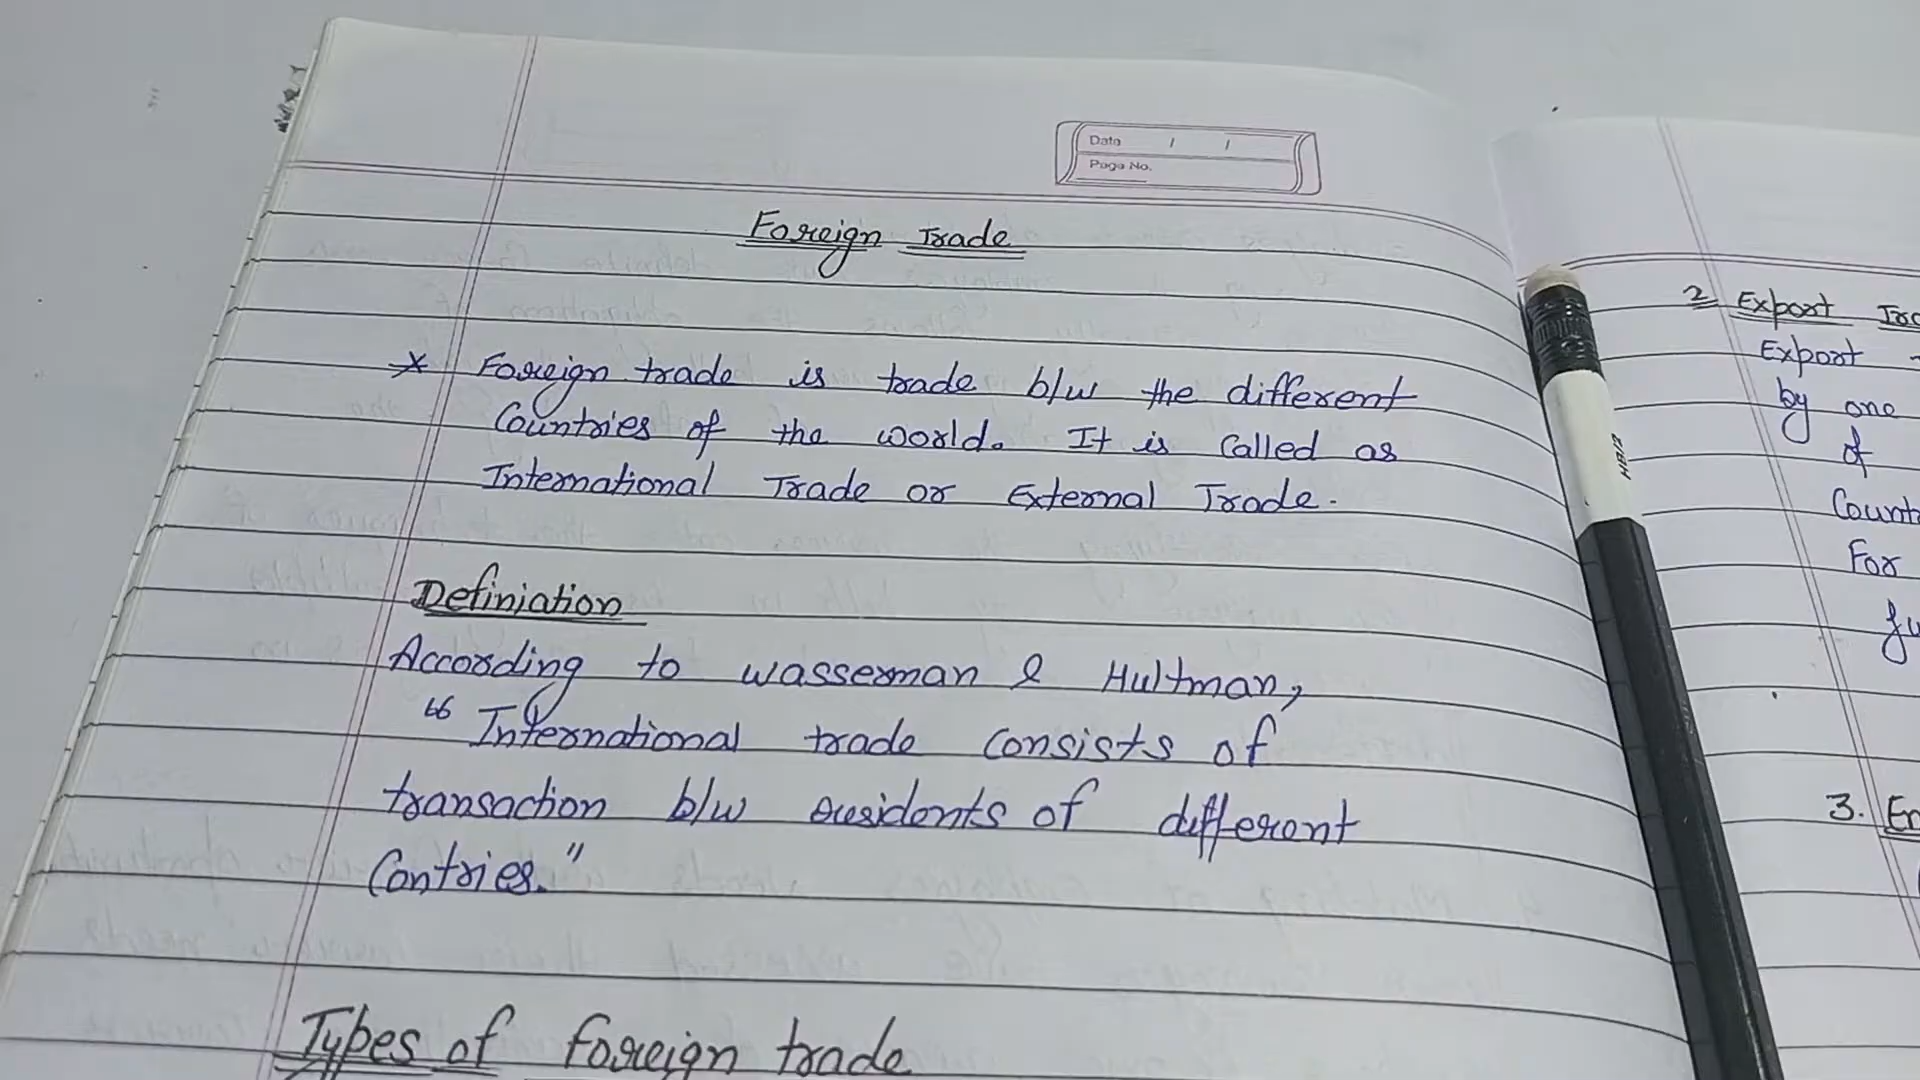 Date / /
Page No.
Foreign Trade
* Foreign trade is trade b/w the different
Countries of the world. It is Called as
International Trade or External Trade.
Definiation
According to wasserman & Hultman,
“International trade Consists of
transaction b/w residents of different
Contries."
Types of foreign trade
2 Export
Export
by one
of
For
3.